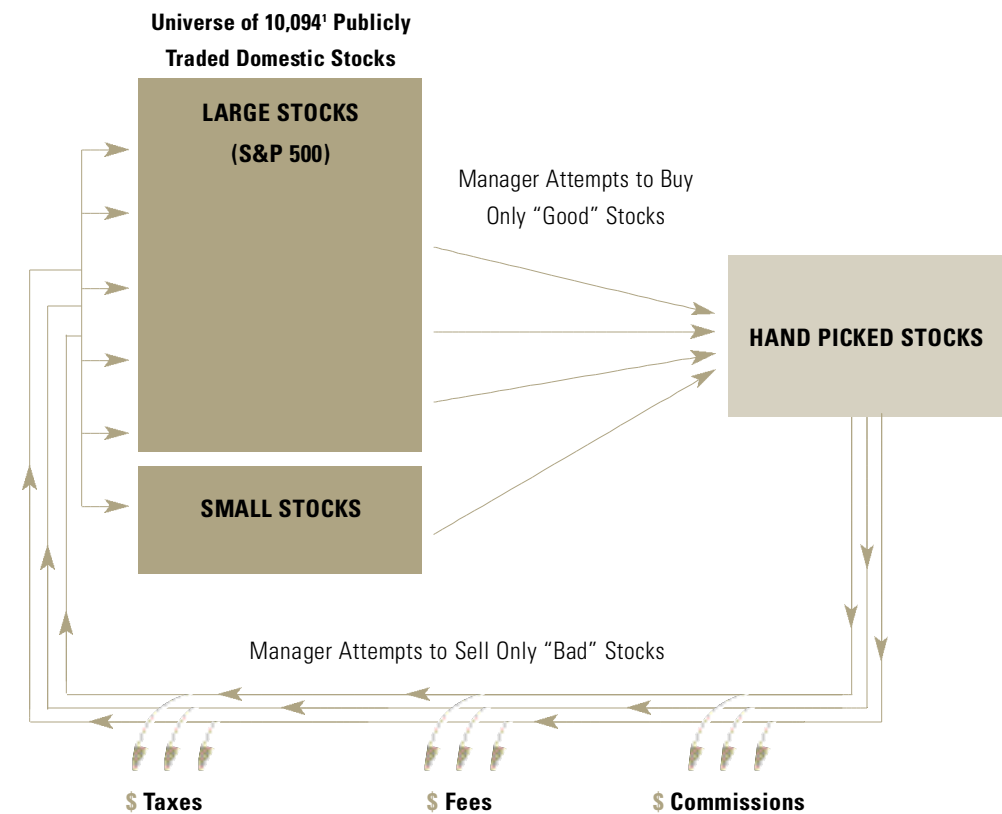 Universe of 10,094¹ Publicly
Traded Domestic Stocks
LARGE STOCKS
(S&P 500)
Manager Attempts to Buy
Only “Good” Stocks
HAND PICKED STOCKS
SMALL STOCKS
Manager Attempts to Sell Only “Bad” Stocks
$ Taxes
$ Fees
$ Commissions